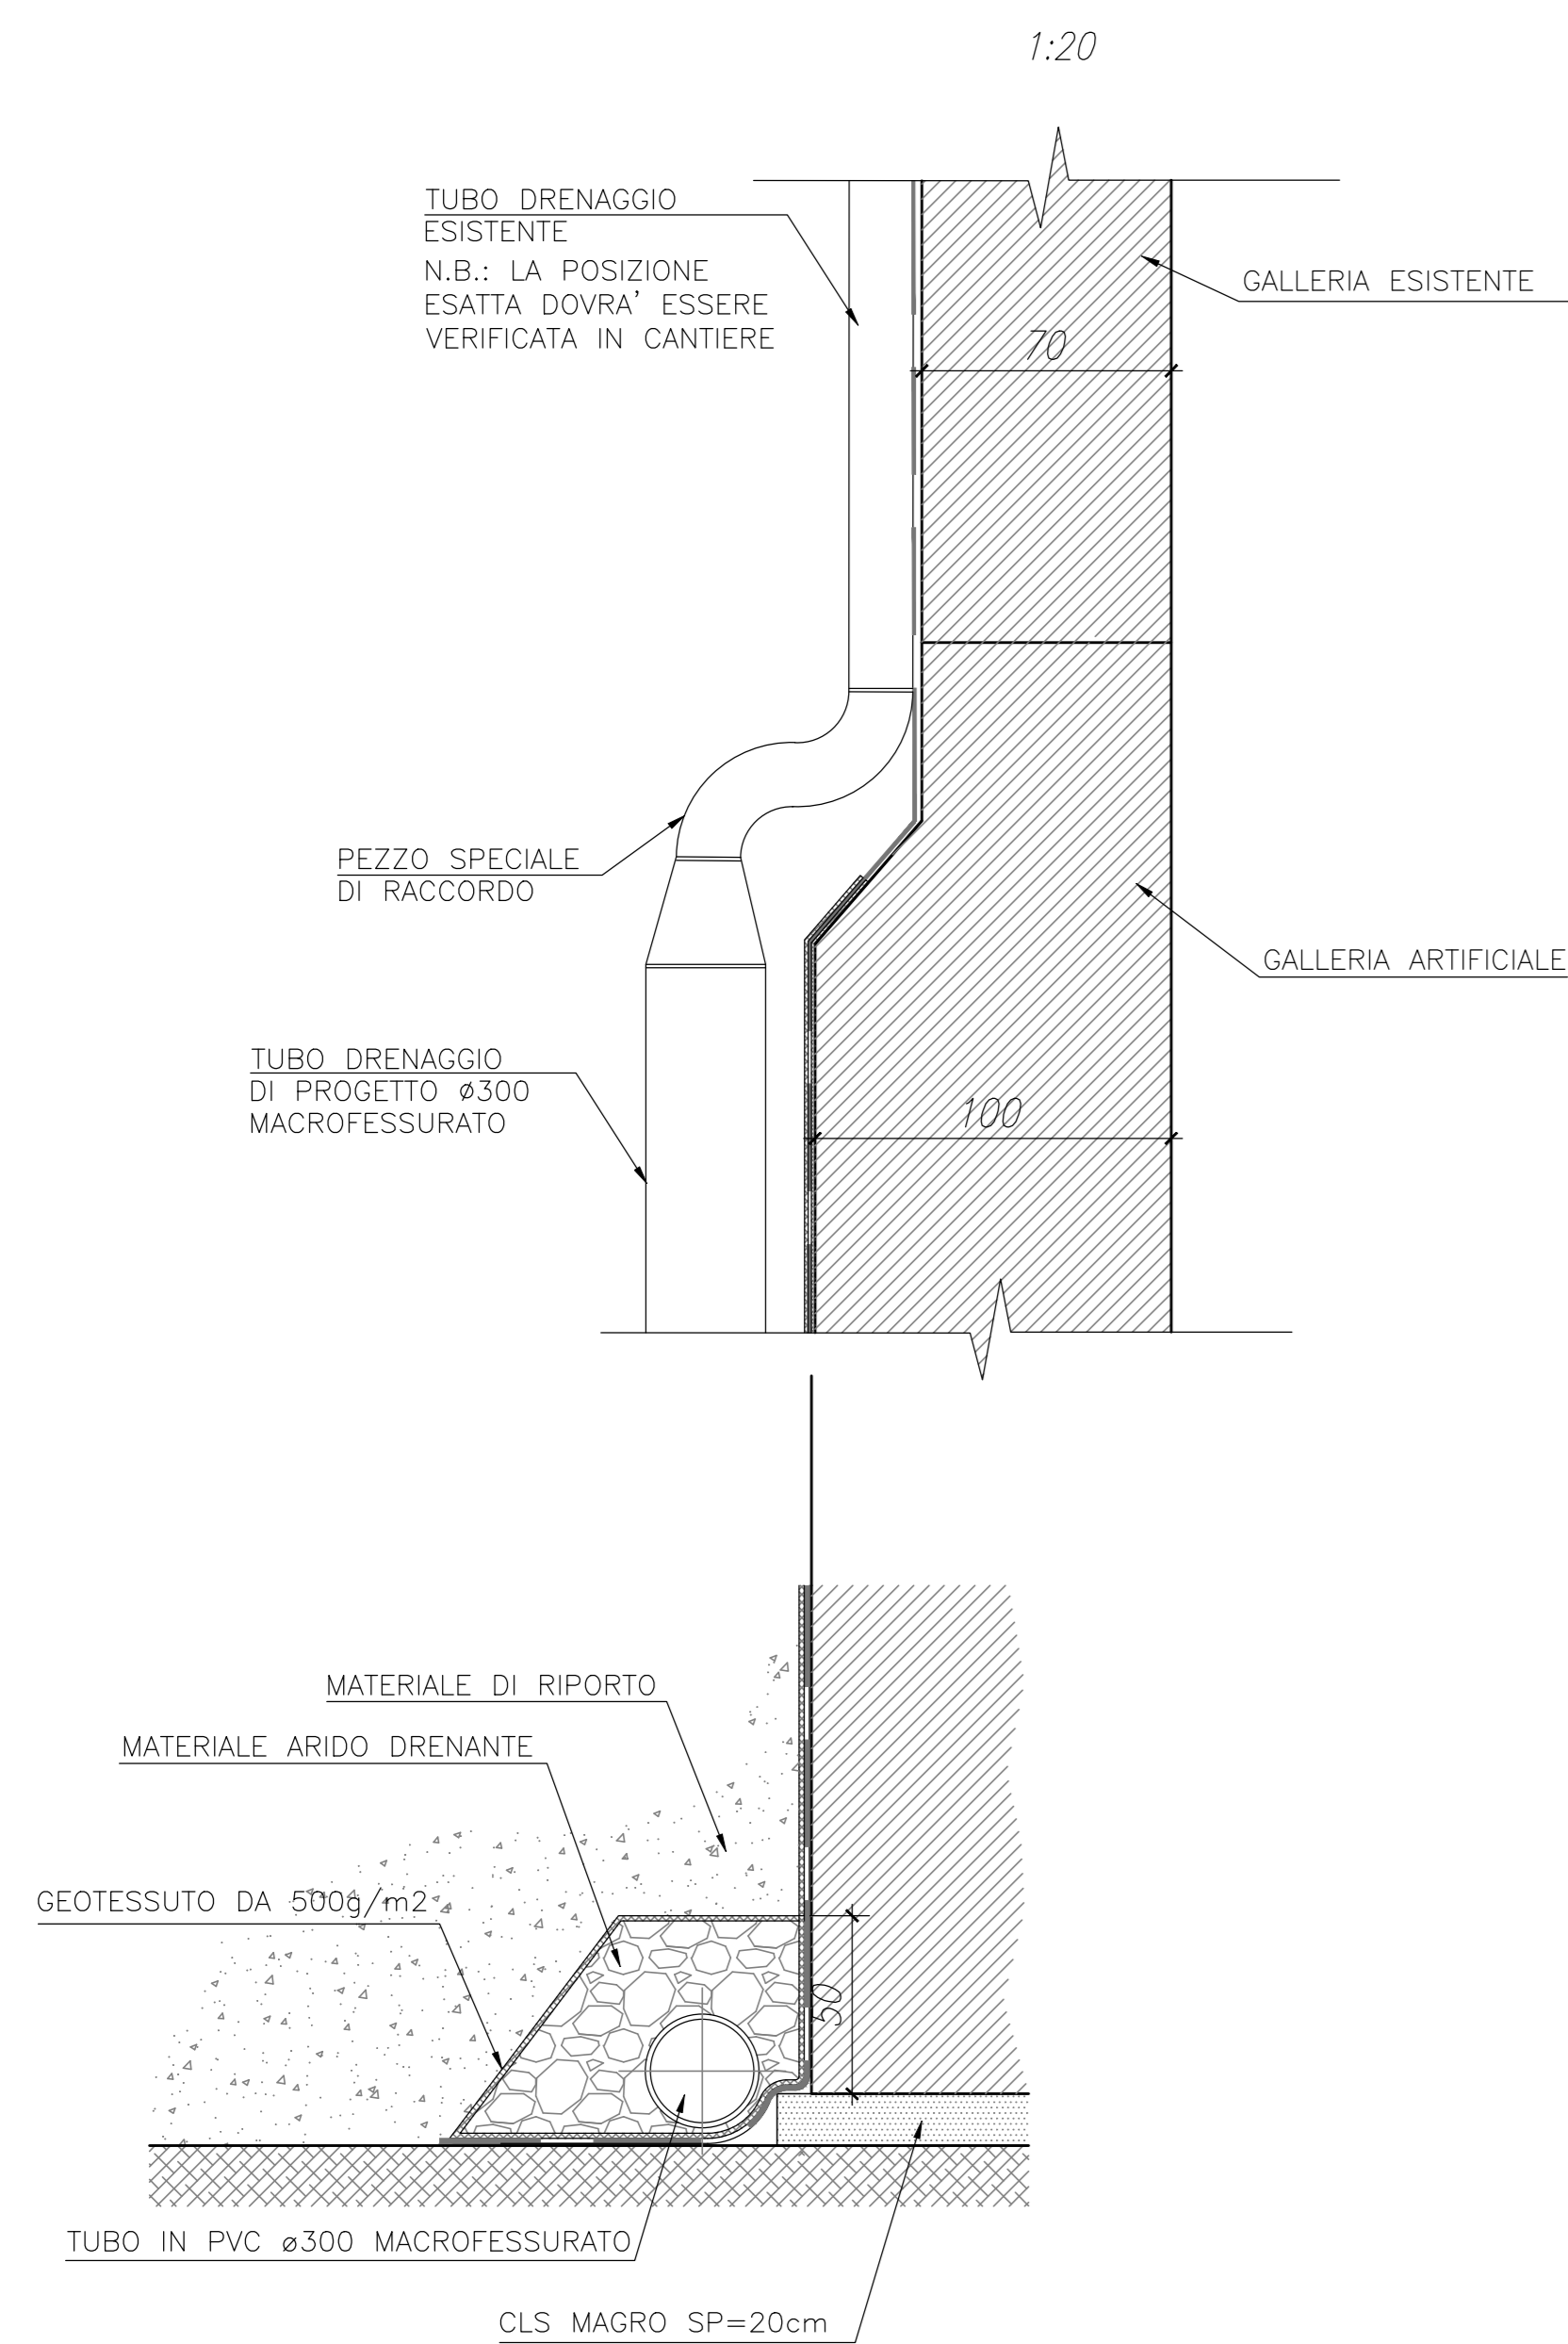 1:20
TUBO DRENAGGIO
ESISTENTE
N.B.: LA POSIZIONE
ESATTA DOVRA' ESSERE
VERIFICATA IN CANTIERE
GALLERIA ESISTENTE
70
PEZZO SPECIALE
DI RACCORDO
GALLERIA ARTIFICIALE
TUBO DRENAGGIO
DI PROGETTO ø300
MACROFESSURATO
100
MATERIALE DI RIPORTO
MATERIALE ARIDO DRENANTE
GEOTESSUTO DA 500g/m2
50
TUBO IN PVC ø300 MACROFESSURATO
CLS MAGRO SP=20cm